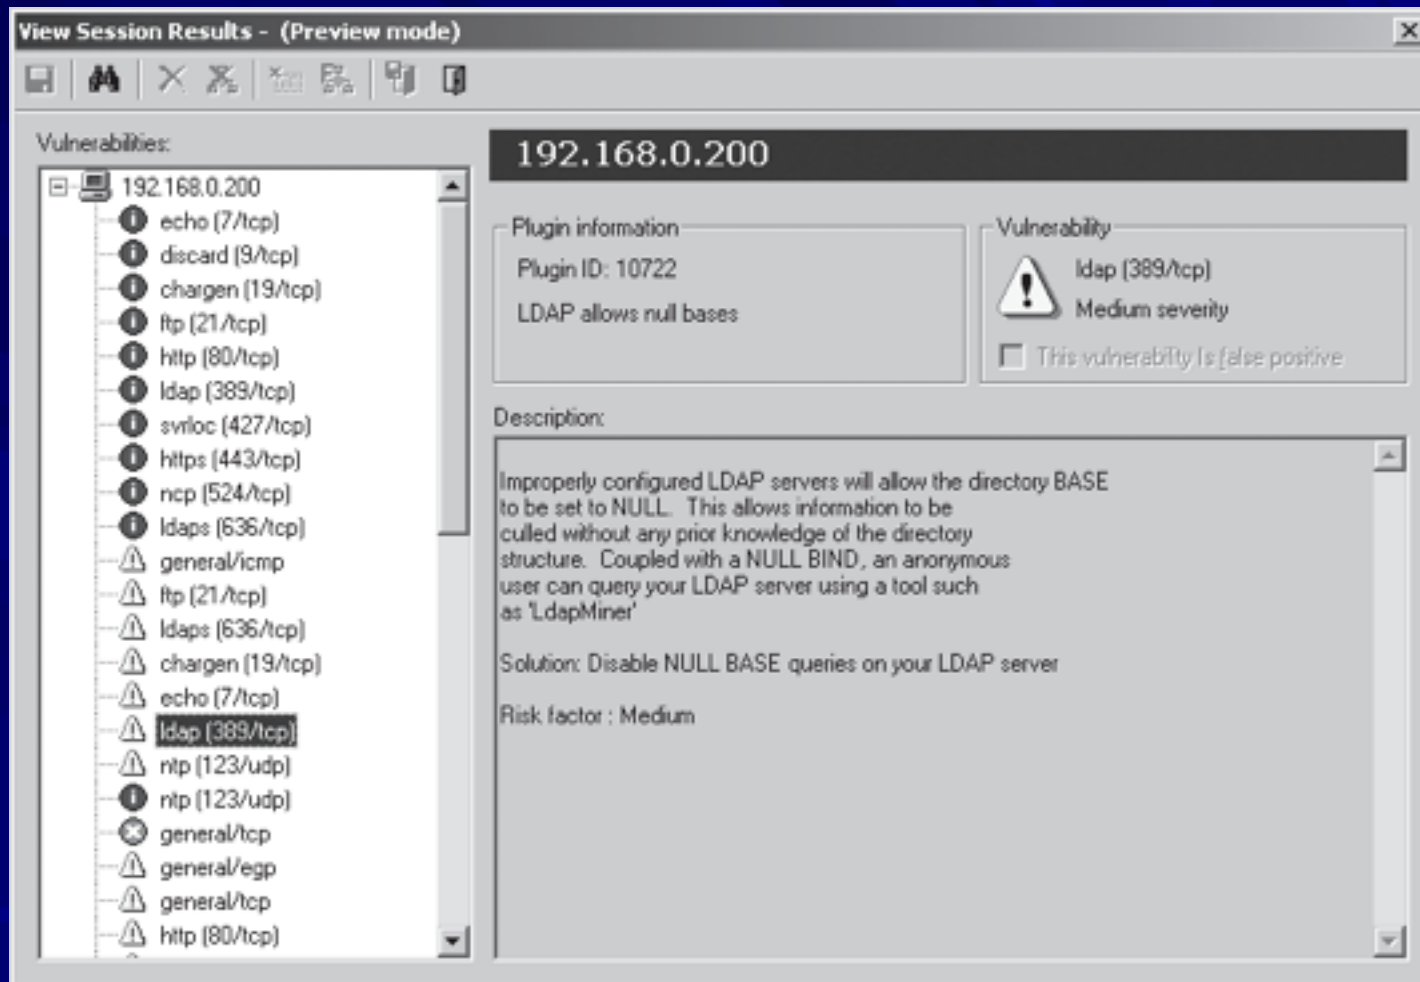 View Session Results - (Preview mode)
Vulnerabilities:
192.168.0.200
echo (7/tcp)
discard (9/tcp)
chargen (19/tcp)
ftp (21/tcp)
http (80/tcp)
ldap (389/tcp)
svrloc (427/tcp)
https (443/tcp)
ncp (524/tcp)
ldaps (636/tcp)
general/icmp
ftp (21/tcp)
ldaps (636/tcp)
chargen (19/tcp)
echo (7/tcp)
ldap (389/tcp)
ntp (123/udp)
ntp (123/udp)
general/tcp
general/egp
general/tcp
http (80/tcp)
192.168.0.200
Plugin information
Plugin ID: 10722
LDAP allows null bases
Vulnerability
ldap (389/tcp)
Medium severity
This vulnerability is false positive
Description:
Improperly configured LDAP servers will allow the directory BASE
to be set to NULL.  This allows information to be
culled without any prior knowledge of the directory
structure.  Coupled with a NULL BIND, an anonymous
user can query your LDAP server using a tool such
as 'LdapMiner'
Solution: Disable NULL BASE queries on your LDAP server
Risk factor : Medium